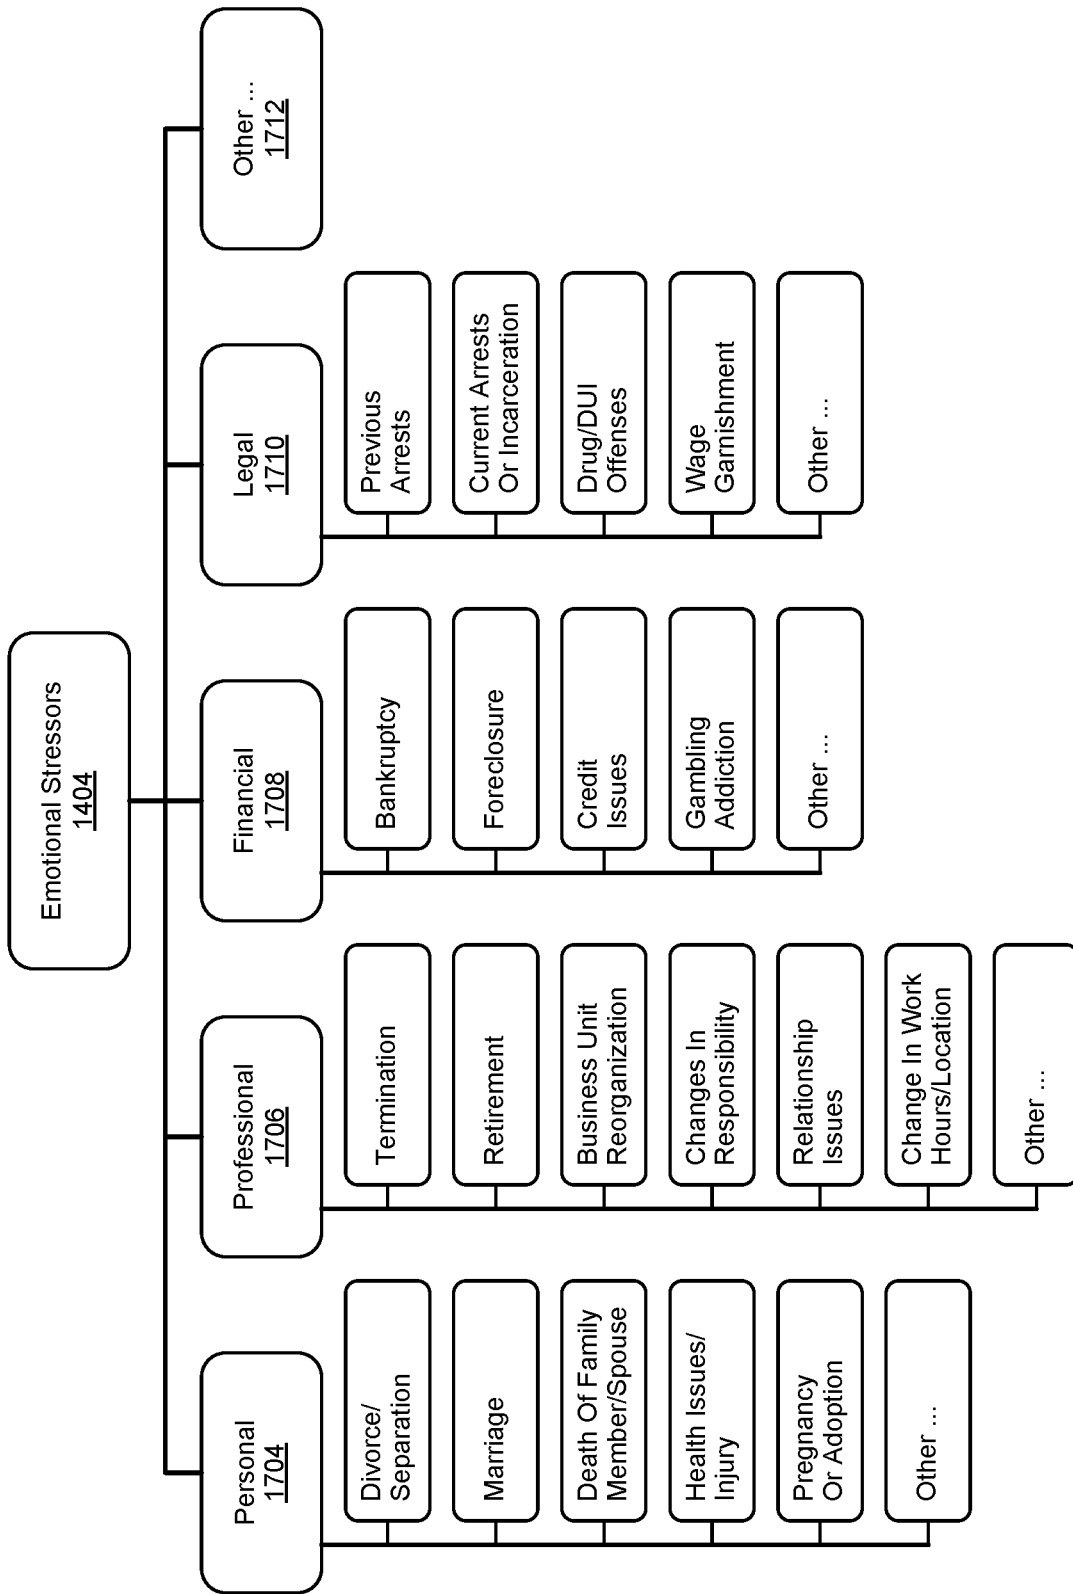 Emotional Stressors
1404
Personal
1704
Divorce/
Separation
Marriage
Death Of Family
Member/Spouse
Health Issues/
Injury
Pregnancy
Or Adoption
Other ...
Professional
1706
Termination
Retirement
Business Unit
Reorganization
Changes In
Responsibility
Relationship
Issues
Change In Work
Hours/Location
Other ...
Financial
1708
Bankruptcy
Foreclosure
Credit
Issues
Gambling
Addiction
Other ...
Legal
1710
Previous
Arrests
Current Arrests
Or Incarceration
Drug/DUI
Offenses
Wage
Garnishment
Other ...
Other ...
1712